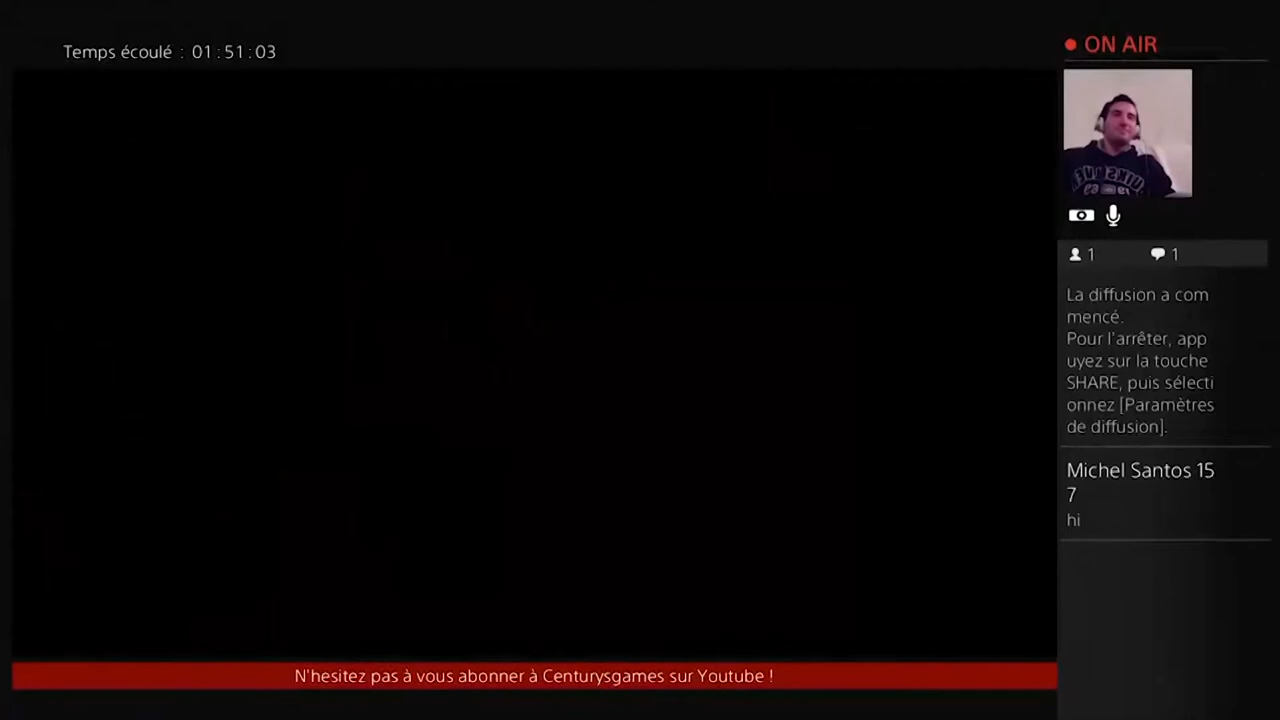 Temps écoulé : 01:51:03
ON AIR
1
1
La diffusion a com
mencé.
Pour l'arrêter, app
uyez sur la touche
SHARE, puis sélecti
onnez [Paramètres
de diffusion].
Michel Santos 15
7
hi
N'hesitez pas à vous abonner à Centurysgames sur Youtube !